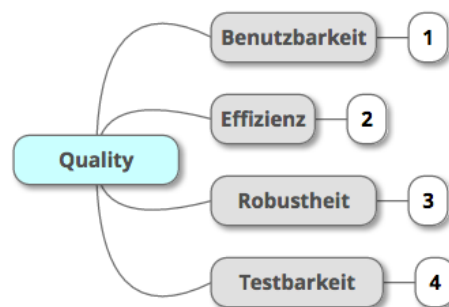 Quality
Benutzbarkeit 1
Effizienz 2
Robustheit 3
Testbarkeit 4